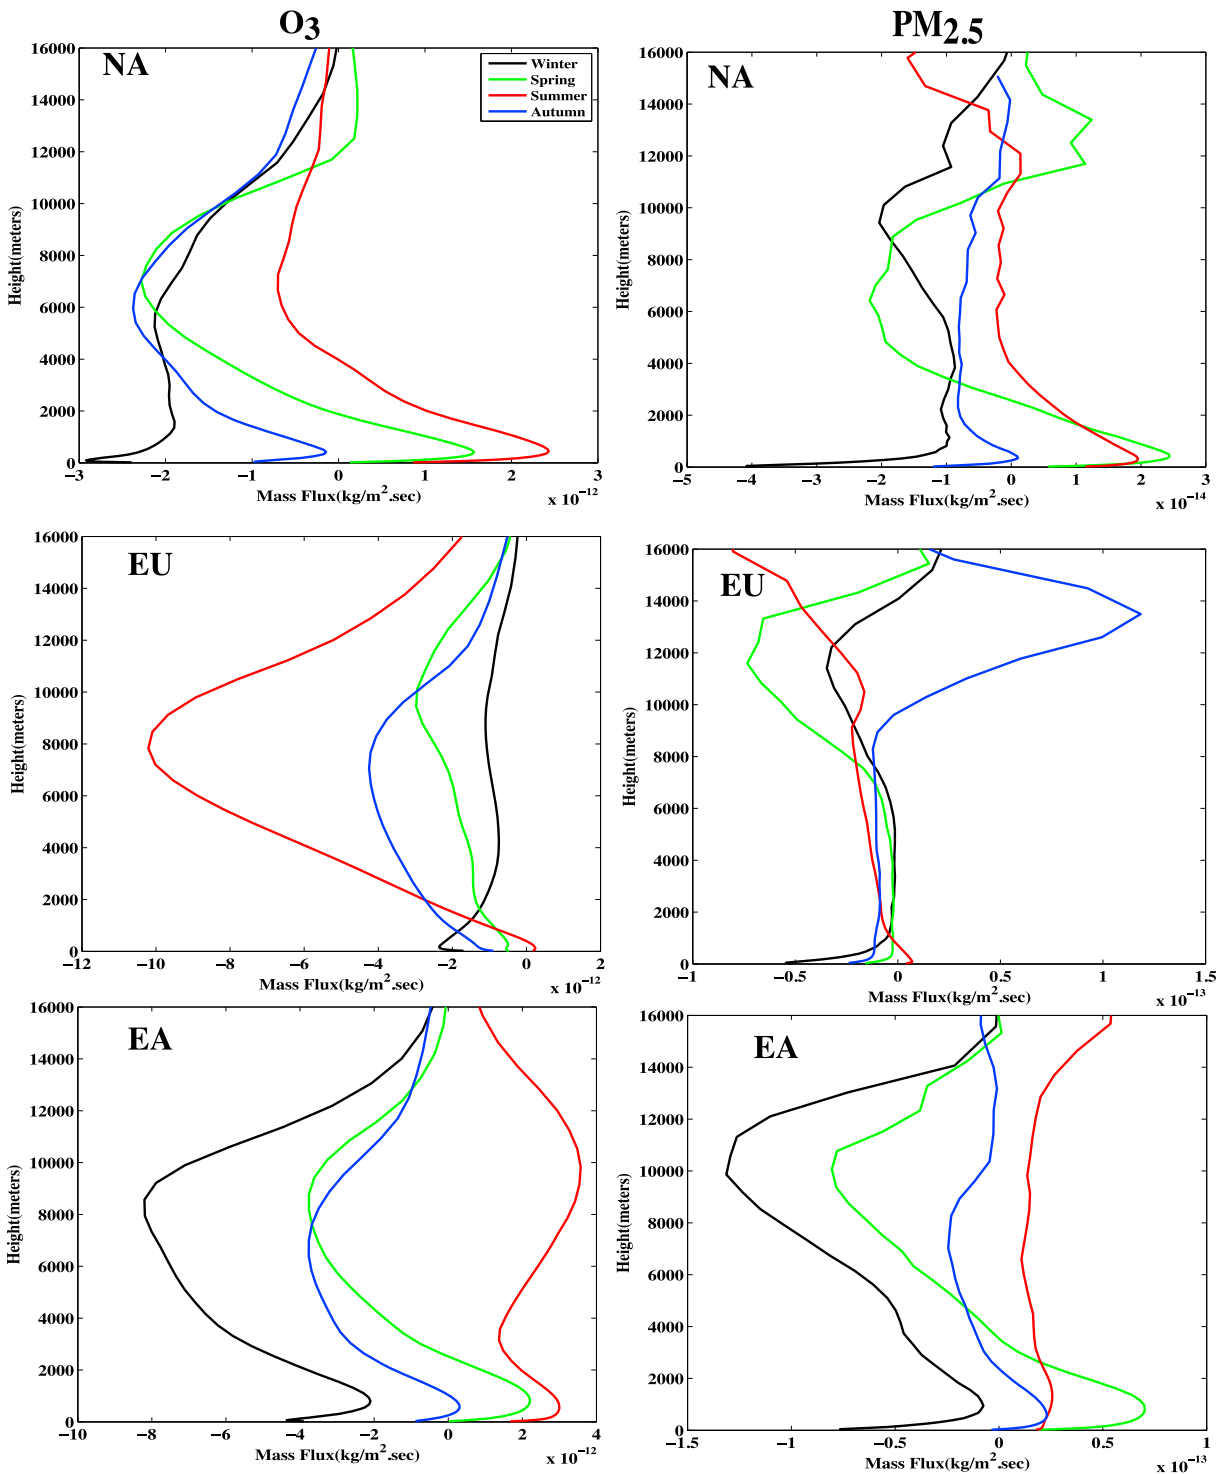 O3
PM2.5
NA
Winter
Spring
Summer
Autumn
16000
14000
12000
10000
8000
6000
4000
2000
0
Height(meters)
−3 −2 −1 0 1 2 3
Mass Flux(kg/m2.sec)
x 10−12
NA
16000
14000
12000
10000
8000
6000
4000
2000
0
Height(meters)
−5 −4 −3 −2 −1 0 1 2 3
Mass Flux(kg/m2.sec)
x 10−14
EU
16000
14000
12000
10000
8000
6000
4000
2000
0
Height(meters)
−12 −10 −8 −6 −4 −2 0 2
Mass Flux(kg/m2.sec)
x 10−12
EU
16000
14000
12000
10000
8000
6000
4000
2000
0
Height(meters)
−1 −0.5 0 0.5 1 1.5
Mass Flux(kg/m2.sec)
x 10−13
EA
16000
14000
12000
10000
8000
6000
4000
2000
0
Height(meters)
−10 −8 −6 −4 −2 0 2 4
Mass Flux(kg/m2.sec)
x 10−12
EA
16000
14000
12000
10000
8000
6000
4000
2000
0
Height(meters)
−1.5 −1 −0.5 0 0.5 1
Mass Flux(kg/m2.sec)
x 10−13